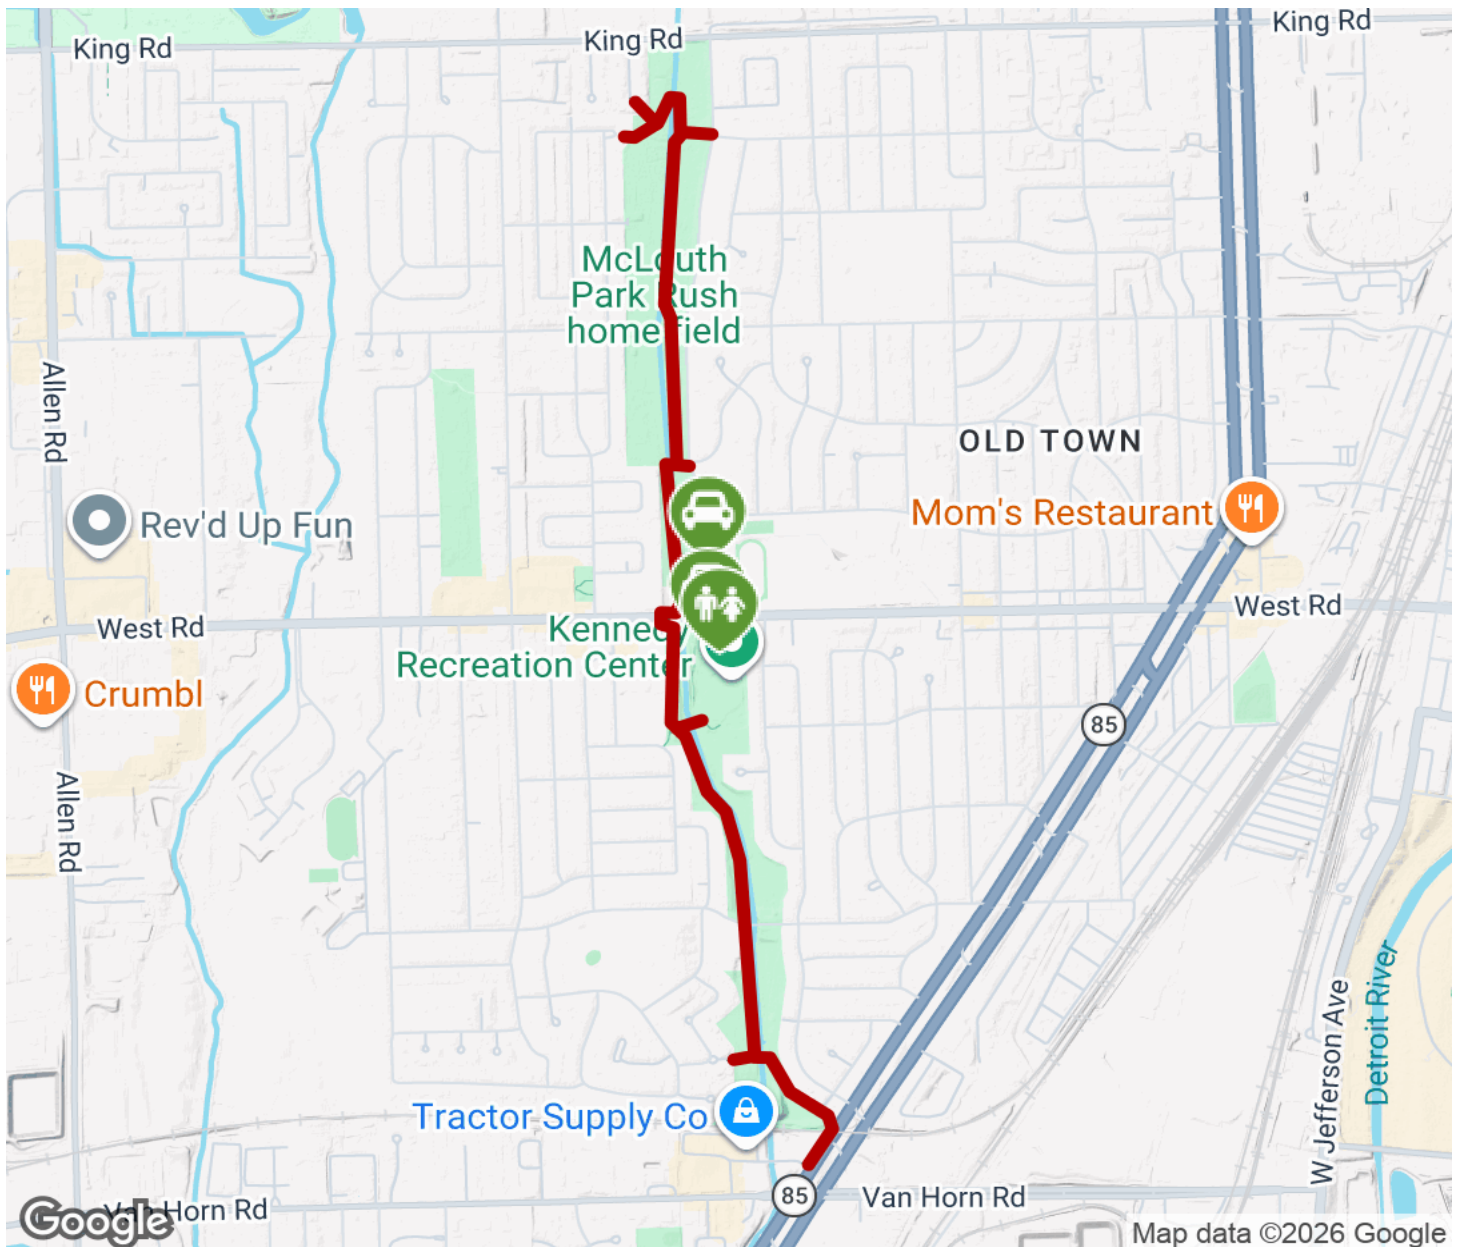 King Rd
King Rd
King Rd
McLouth
Park Rush
home field
Allen Rd
OLD TOWN
Rev'd Up Fun
Mom's Restaurant
West Rd
West Rd
Kennedy
Recreation Center
Crumbl
85
Allen Rd
W Jefferson Ave
Detroit River
Tractor Supply Co
85
Van Horn Rd
Van Horn Rd
Google
Map data ©2026 Google